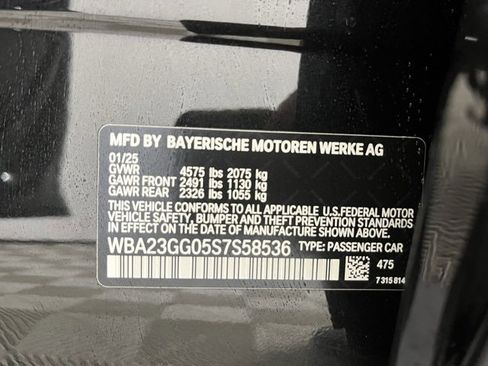 MFD BY BAYERISCHE MOTOREN WERKE AG
01/25
GVWR 4575 lbs 2075 kg
GAWR FRONT 2491 lbs 1130 kg
GAWR REAR 2326 lbs 1055 kg
THIS VEHICLE CONFORMS TO ALL APPLICABLE U.S.FEDERAL MOTOR
VEHICLE SAFETY, BUMPER AND THEFT PREVENTION STANDARDS
IN EFFECT ON THE DATE OF MANUFACTURE SHOWN ABOVE.
WBA23GG05S7S58536 TYPE: PASSENGER CAR
475
7 315 814